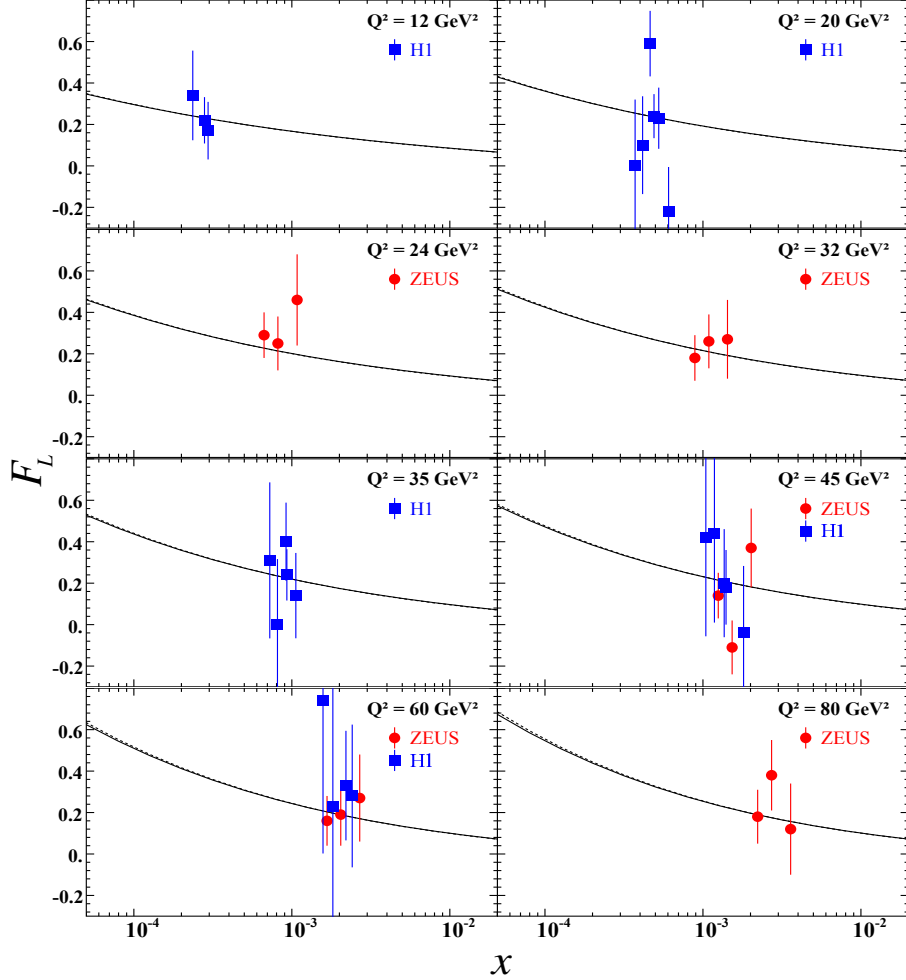 Q² = 12 GeV²
H1
Q² = 20 GeV²
H1
0.6
0.4
0.2
0.
-0.2
Q² = 24 GeV²
ZEUS
Q² = 32 GeV²
ZEUS
0.6
0.4
0.2
0.
-0.2
F_L
Q² = 35 GeV²
H1
Q² = 45 GeV²
ZEUS
H1
0.6
0.4
0.2
0.
-0.2
Q² = 60 GeV²
ZEUS
H1
Q² = 80 GeV²
ZEUS
0.6
0.4
0.2
0.
-0.2
10⁻⁴ 10⁻³ 10⁻² 10⁻⁴ 10⁻³ 10⁻²
x